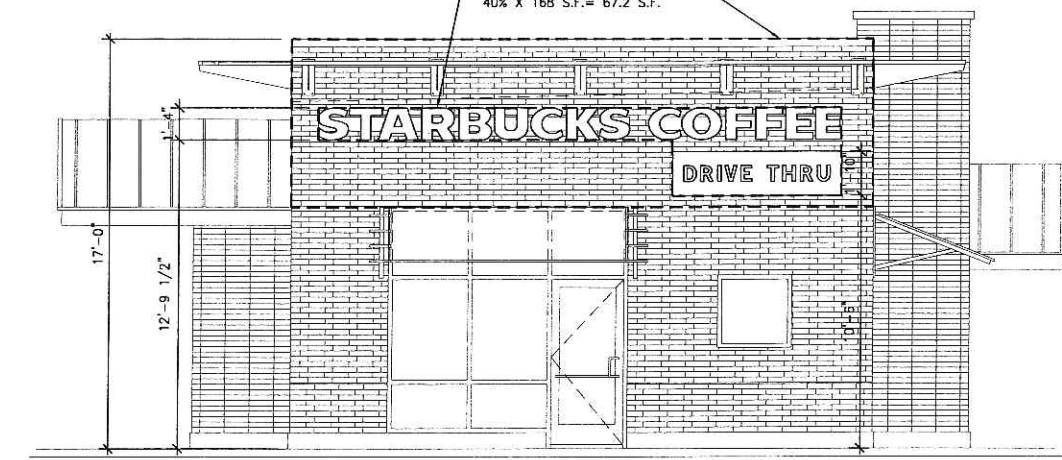 40% X 168 S.F.= 67.2 S.F.
1'-4"
STARBUCKS COFFEE
DRIVE THRU
1'-10"
17'-0"
12'-9 1/2"